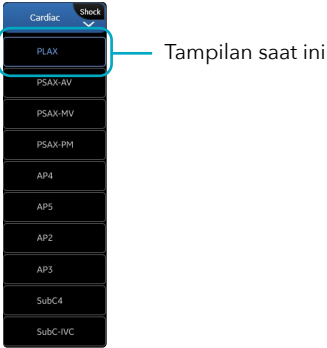 Cardiac
Shock
PLAX
Tampilan saat ini
PSAX-AV
PSAX-MV
PSAX-PM
AP4
AP5
AP2
AP3
SubC4
SubC-IVC